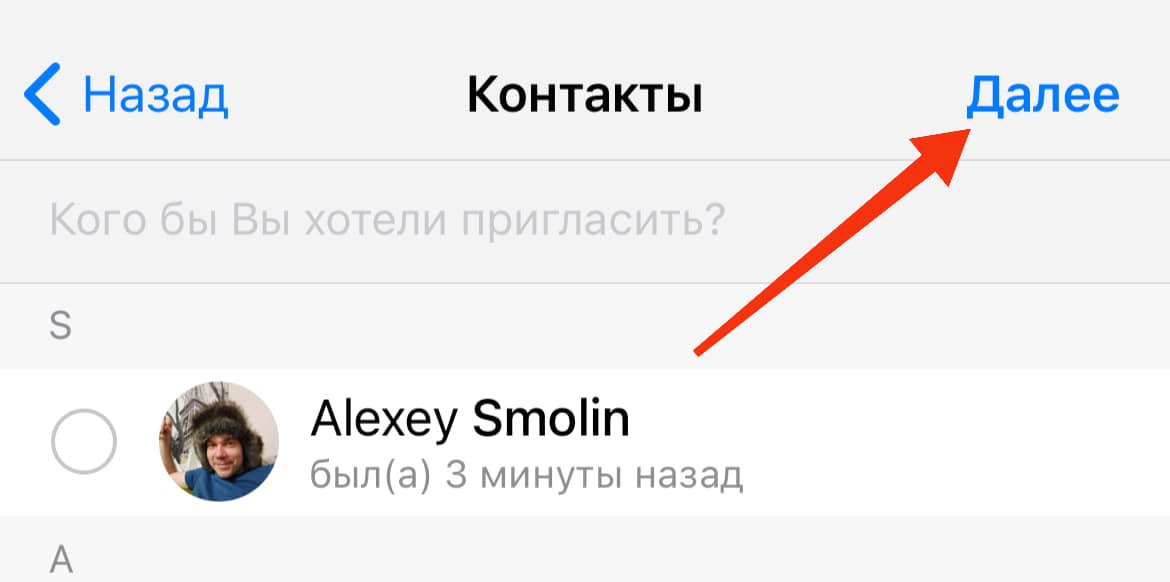 Назад Контакты Далее
Кого бы Вы хотели пригласить?
S
Alexey Smolin
был(а) 3 минуты назад
A